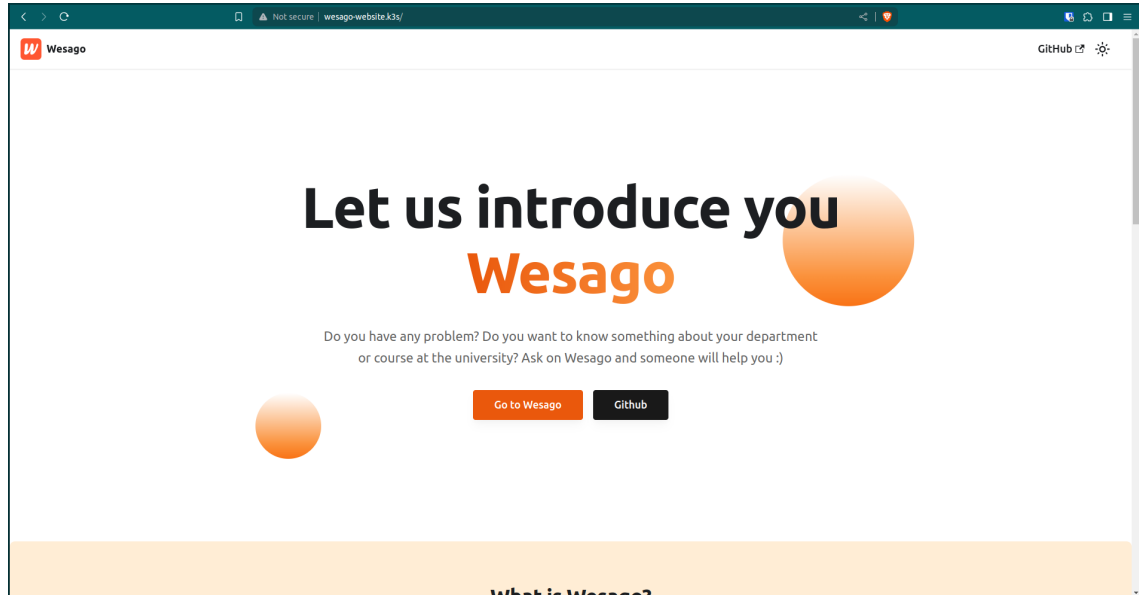 Not secure | wesago-website.k3s/
W Wesago
GitHub
Let us introduce you
Wesago
Do you have any problem? Do you want to know something about your department
or course at the university? Ask on Wesago and someone will help you :)
Go to Wesago
Github
What is Wesago?